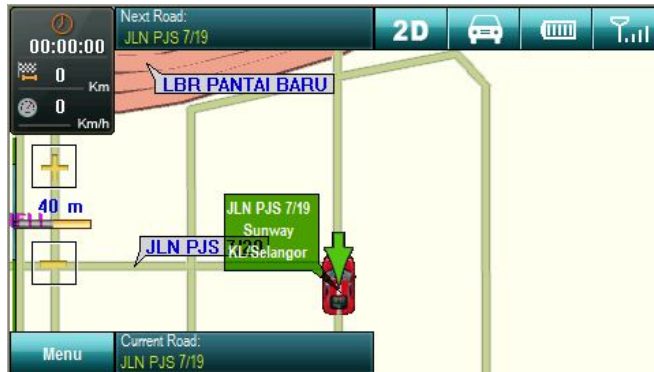 Next Road:
JLN PJS 7/19
2D
00:00:00
0
Km
0
Km/h
LBR PANTAI BARU
40 m
JLN PJS 7/19
Sunway
KL/Selangor
JLN PJS
Menu
Current Road:
JLN PJS 7/19